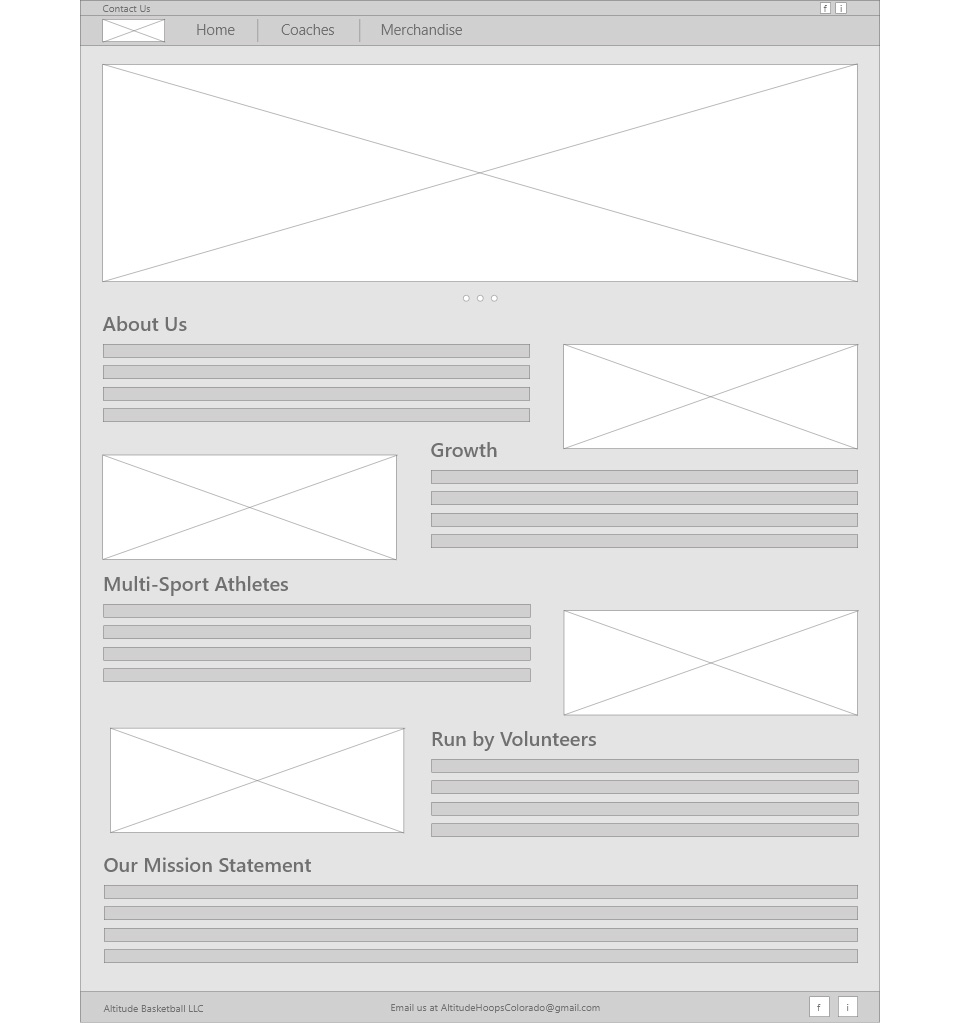 Contact Us
f i
Home Coaches Merchandise
About Us
Growth
Multi-Sport Athletes
Run by Volunteers
Our Mission Statement
Altitude Basketball LLC Email us at AltitudeHoopsColorado@gmail.com f i